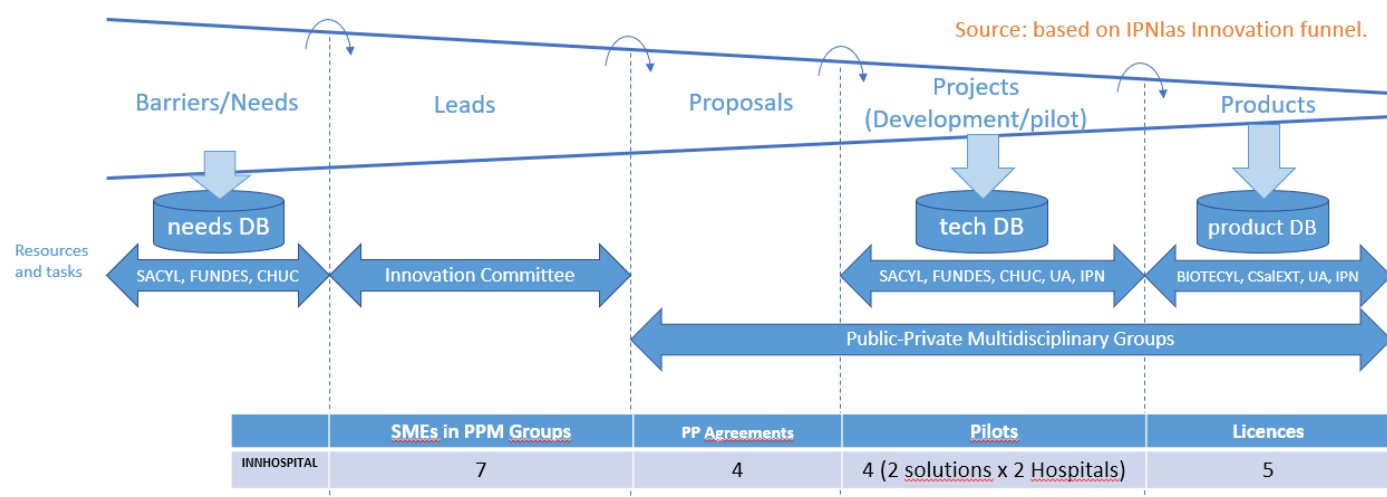 Source: based on IPNlas Innovation funnel.
Barriers/Needs
Leads
Proposals
Projects
(Development/pilot)
Products
needs DB
tech DB
product DB
Resources
and tasks
SACYL, FUNDES, CHUC
Innovation Committee
SACYL, FUNDES, CHUC, UA, IPN
BIOTECYL, CSalEXT, UA, IPN
Public-Private Multidisciplinary Groups
SMEs in PPM Groups
PP Agreements
Pilots
Licences
INNHOSPITAL
7
4
4 (2 solutions x 2 Hospitals)
5